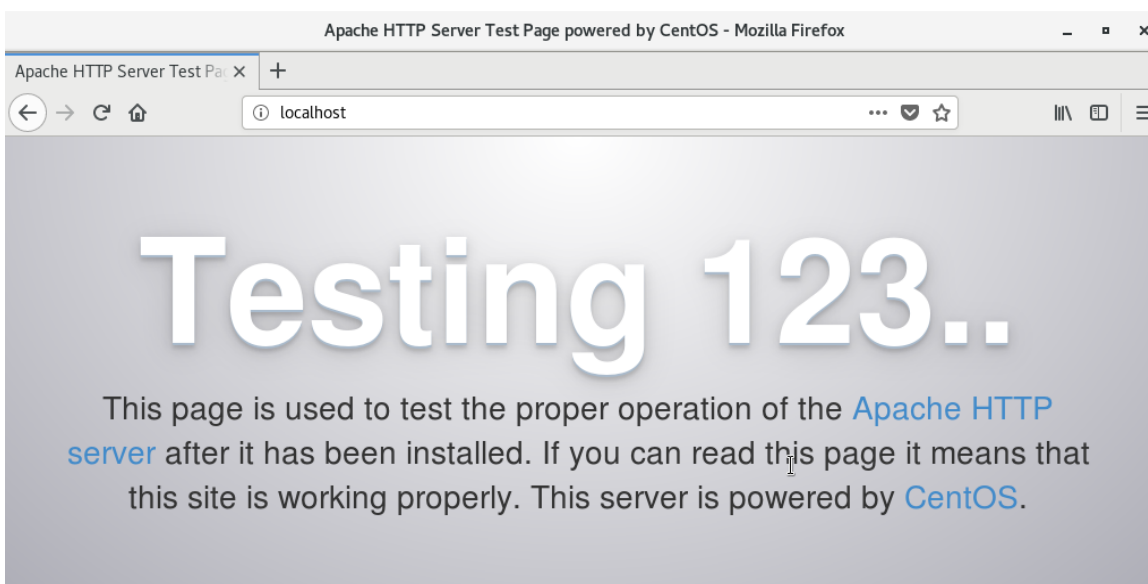 Apache HTTP Server Test Page powered by CentOS - Mozilla Firefox
Apache HTTP Server Test Pa
localhost
Testing 123..
This page is used to test the proper operation of the Apache HTTP
server after it has been installed. If you can read this page it means that
this site is working properly. This server is powered by CentOS.